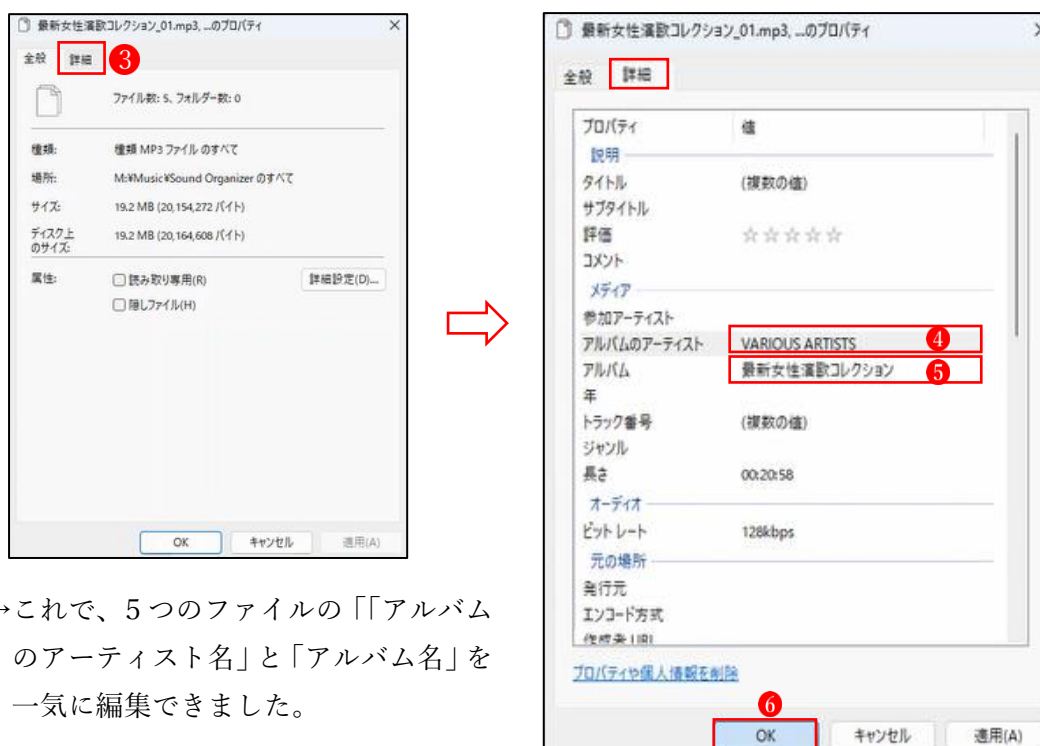 最新女性演歌コレクション_01.mp3, ...のプロパティ
全般 詳細 ❸
ファイル数: 5、フォルダー数: 0
種類: 種類 MP3 ファイル のすべて
場所: M:¥Music¥Sound Organizer のすべて
サイズ: 19.2 MB (20,154,272 バイト)
ディスク上
のサイズ: 19.2 MB (20,164,608 バイト)
属性: 読み取り専用(R) 詳細設定(D)...
隠しファイル(H)
OK キャンセル 適用(A)
→これで、5つのファイルの「「アルバム
のアーティスト名」と「アルバム名」を
一気に編集できました。
最新女性演歌コレクション_01.mp3, ...のプロパティ
全般 詳細
プロパティ 値
説明
タイトル (複数の値)
サブタイトル
評価 ☆☆☆☆☆
コメント
メディア
参加アーティスト
アルバムのアーティスト VARIOUS ARTISTS ❹
アルバム 最新女性演歌コレクション ❺
年
トラック番号 (複数の値)
ジャンル
長さ 00:20:58
オーディオ
ビット レート 128kbps
元の場所
発行元
エンコード方式
作成者 URL
プロパティや個人情報を削除
❻
OK キャンセル 適用(A)